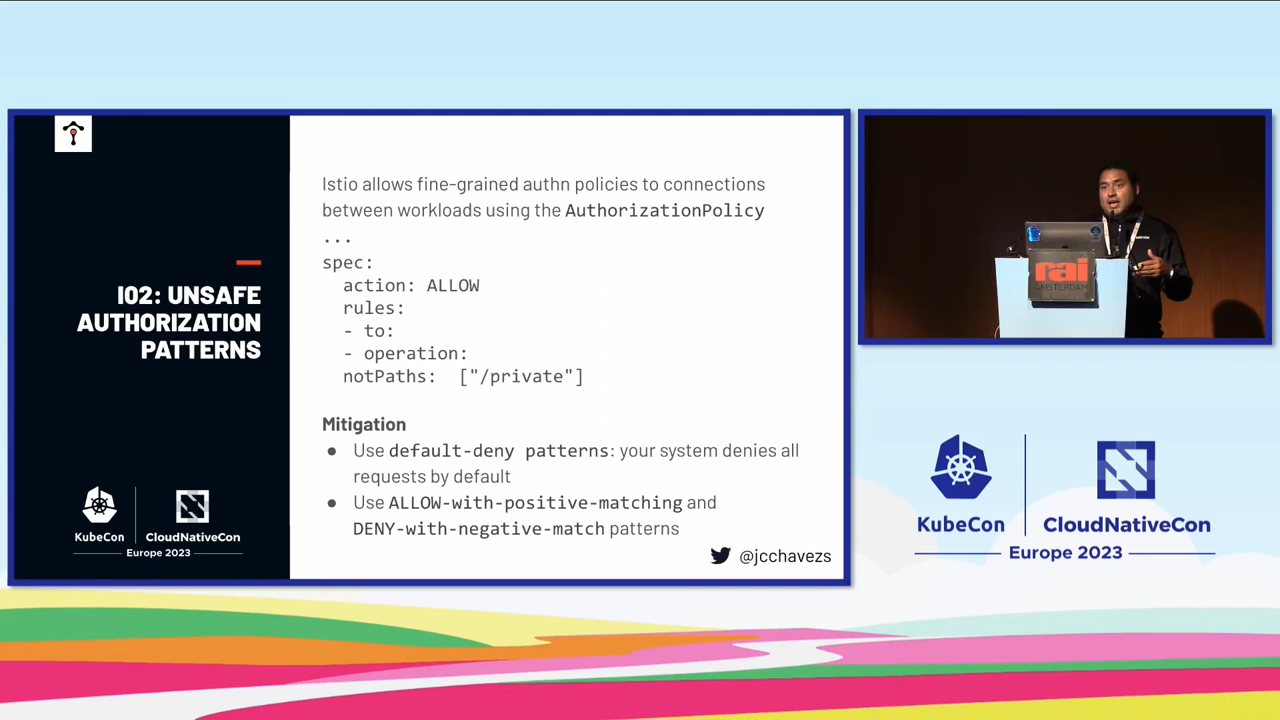 I02: UNSAFE
AUTHORIZATION
PATTERNS
KubeCon
CloudNativeCon
Europe 2023
Istio allows fine-grained authn policies to connections
between workloads using the AuthorizationPolicy
...
spec:
action: ALLOW
rules:
- to:
- operation:
notPaths: ["/private"]
Mitigation
● Use default-deny patterns: your system denies all
requests by default
● Use ALLOW-with-positive-matching and
DENY-with-negative-match patterns
@jcchavezs
rai
AMSTERDAM
KubeCon
CloudNativeCon
Europe 2023